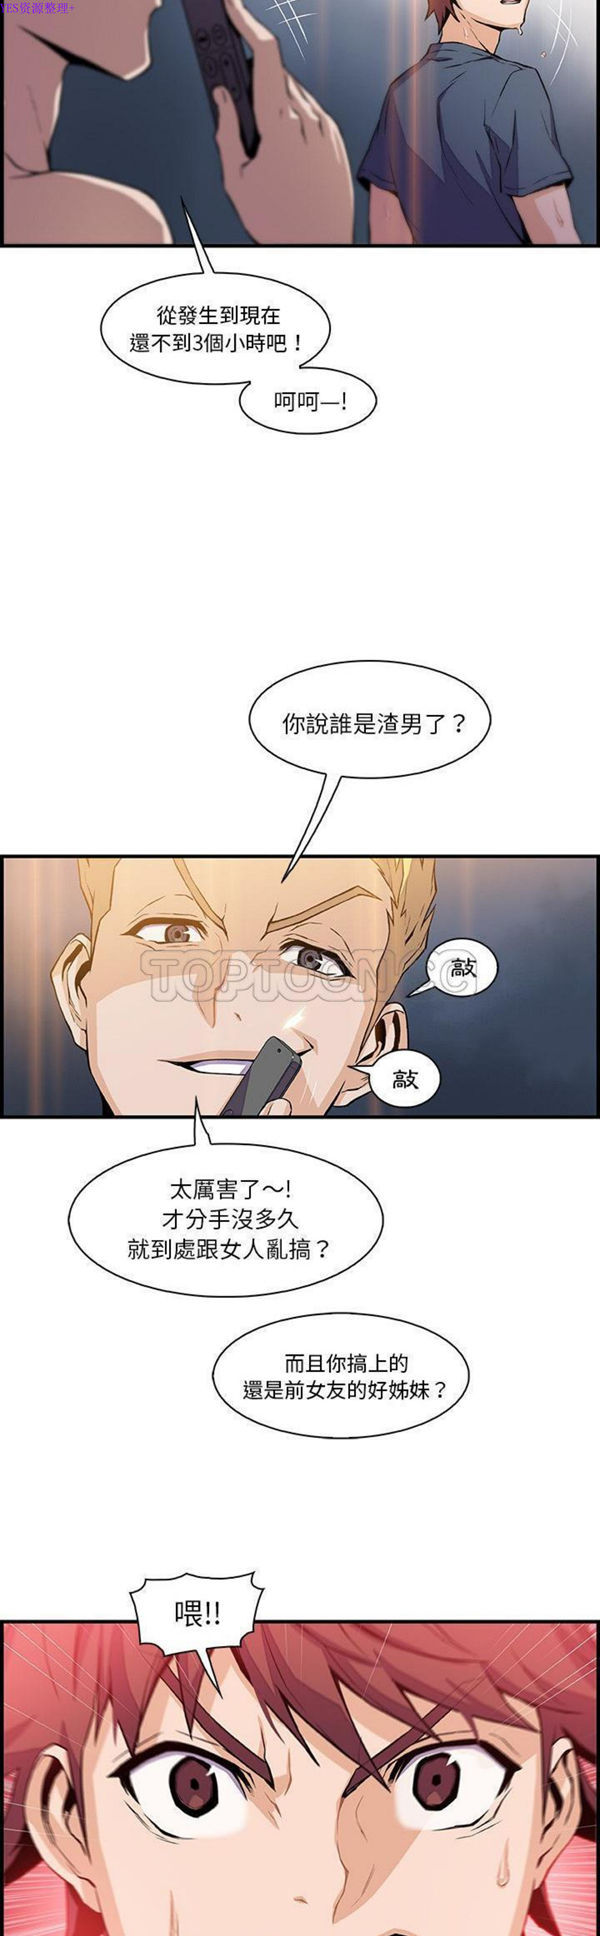 YES资源整理+
從發生到現在
還不到3個小時吧！
呵呵—!
你說誰是渣男了？
敲
TOPTOON.CC
敲
太厲害了～!
才分手沒多久
就到處跟女人亂搞？
而且你搞上的
還是前女友的好姊妹？
喂!!